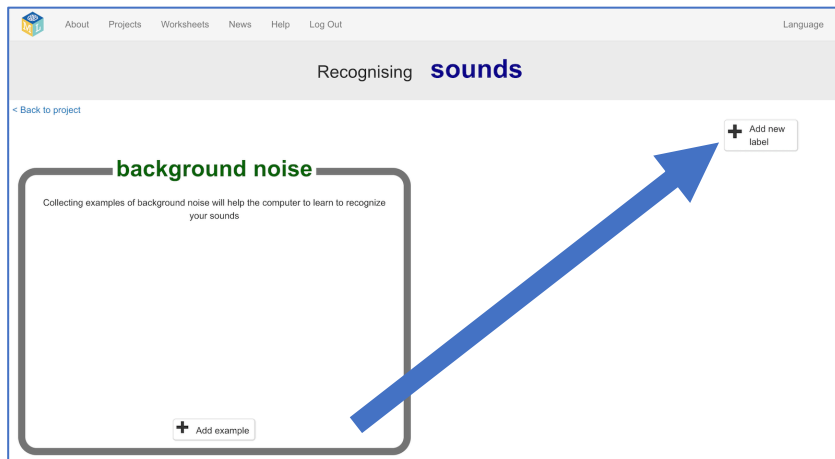 About Projects Worksheets News Help Log Out Language
Recognising sounds
< Back to project
+ Add new
label
background noise
Collecting examples of background noise will help the computer to learn to recognize
your sounds
+ Add example